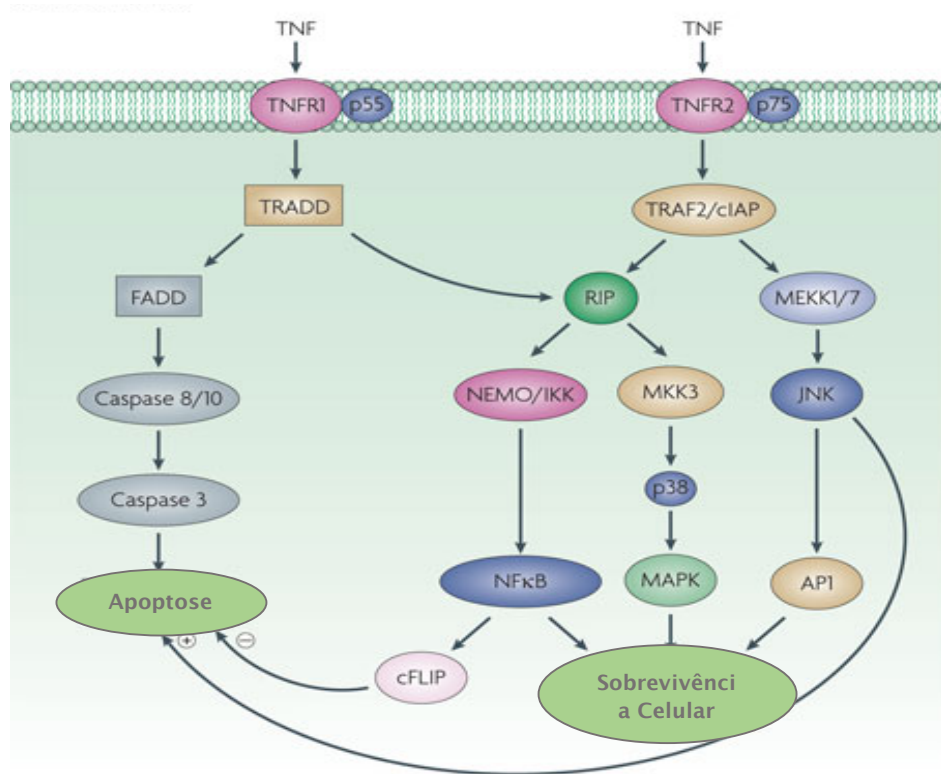 TNF
TNF
TNFR1
p55
TNFR2
p75
TRADD
TRAF2/cIAP
FADD
RIP
MEKK1/7
Caspase 8/10
NEMO/IKK
MKK3
JNK
Caspase 3
p38
NFκB
MAPK
AP1
Apoptose
+
−
cFLIP
Sobrevivênci
a Celular